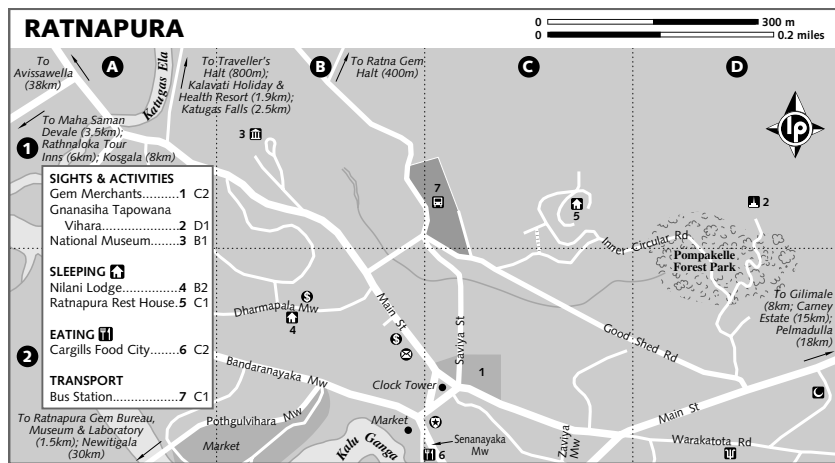 RATNAPURA
0 300 m
0 0.2 miles
To
Avissawella
(38km)
A
Katugas Ela
To Traveller's
Halt (800m);
Kalavati Holiday &
Health Resort (1.9km);
Katugas Falls (2.5km)
B
To Ratna Gem
Halt (400m)
C
D
lp
1
To Maha Saman
Devale (3.5km);
Rathnaloka Tour
Inns (6km); Kosgala (8km)
3
7
5
2
SIGHTS & ACTIVITIES
Gem Merchants..........1 C2
Gnanasiha Tapowana
Vihara......................2 D1
National Museum.......3 B1
SLEEPING
Nilani Lodge...............4 B2
Ratnapura Rest House.5 C1
EATING
Cargills Food City........6 C2
TRANSPORT
Bus Station.................7 C1
2
Inner Circular Rd
Pompakelle
Forest Park
To Gilimale
(8km; Carney
Estate (15km);
Pelmadulla
(18km)
Dharmapala Mw
$
4
Main St
$
Saviya St
Good Shed Rd
Bandaranayaka Mw
Clock Tower
1
Main St
To Ratnapura Gem Bureau,
Museum & Laboratory
(1.5km); Newitigala
(30km)
Pothgulvihara Mw
Market
Kalu Ganga
Market
6
Senanayaka
Mw
Zaviya
Mw
Warakatota Rd